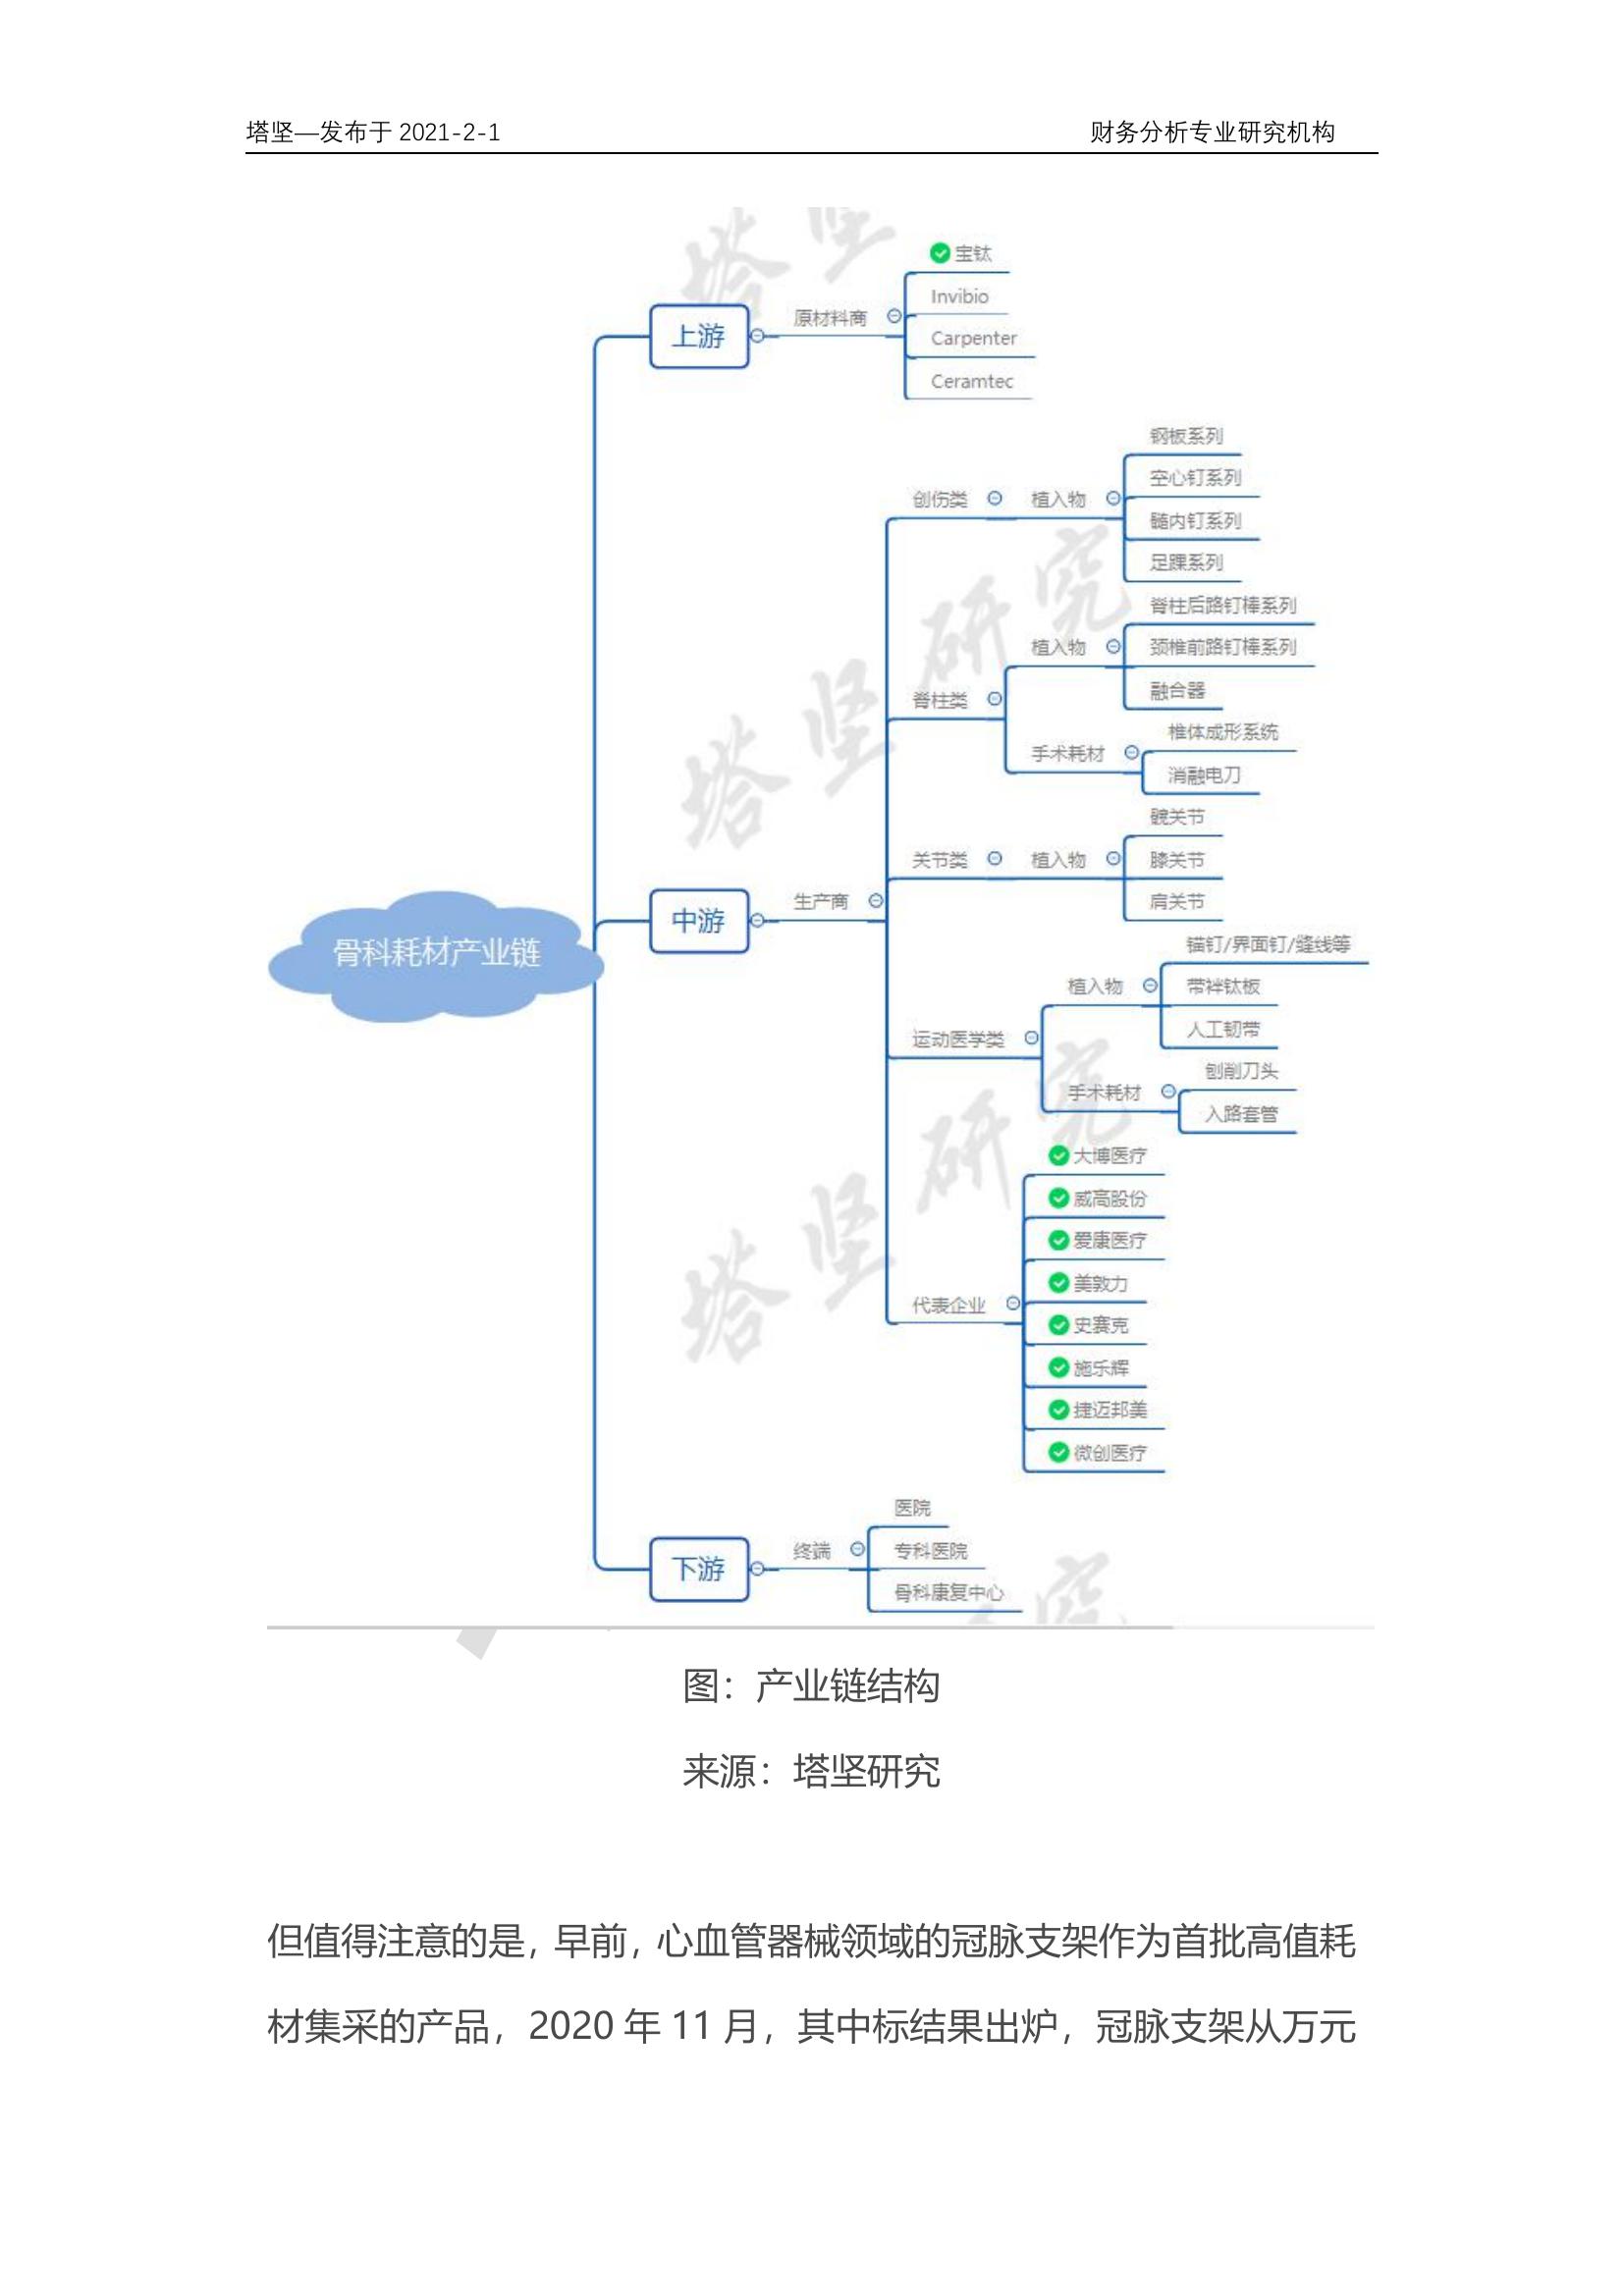 塔坚—发布于 2021-2-1
财务分析专业研究机构
宝钛
Invibio
上游
原材料商
Carpenter
Ceramtec
钢板系列
空心钉系列
创伤类
植入物
髓内钉系列
足踝系列
脊柱后路钉棒系列
植入物
颈椎前路钉棒系列
融合器
脊柱类
椎体成形系统
手术耗材
消融电刀
髋关节
关节类
植入物
膝关节
肩关节
中游
生产商
骨科耗材产业链
锚钉/界面钉/缝线等
植入物
带袢钛板
人工韧带
运动医学类
刨削刀头
手术耗材
入路套管
大博医疗
威高股份
爱康医疗
美敦力
代表企业
史赛克
施乐辉
捷迈邦美
微创医疗
医院
下游
终端
专科医院
骨科康复中心
塔坚研究
塔坚研究
图：产业链结构
来源：塔坚研究
但值得注意的是，早前，心血管器械领域的冠脉支架作为首批高值耗
材集采的产品，2020 年 11 月，其中标结果出炉，冠脉支架从万元